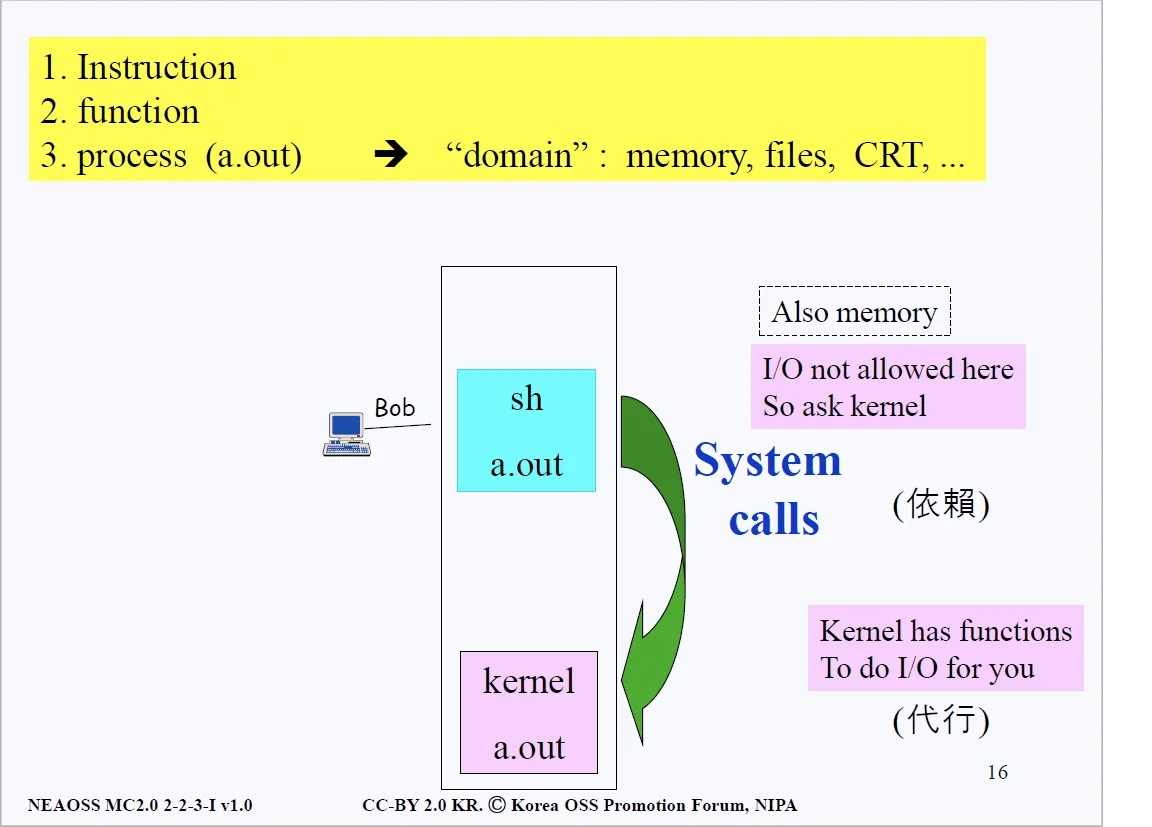 1. Instruction
2. function
3. process (a.out) ➔ “domain” : memory, files, CRT, ...
Also memory
I/O not allowed here
So ask kernel
Bob
sh
a.out
System
calls
(依賴)
Kernel has functions
To do I/O for you
kernel
a.out
(代行)
16
NEAOSS MC2.0 2-2-3-I v1.0 CC-BY 2.0 KR. Ⓒ Korea OSS Promotion Forum, NIPA